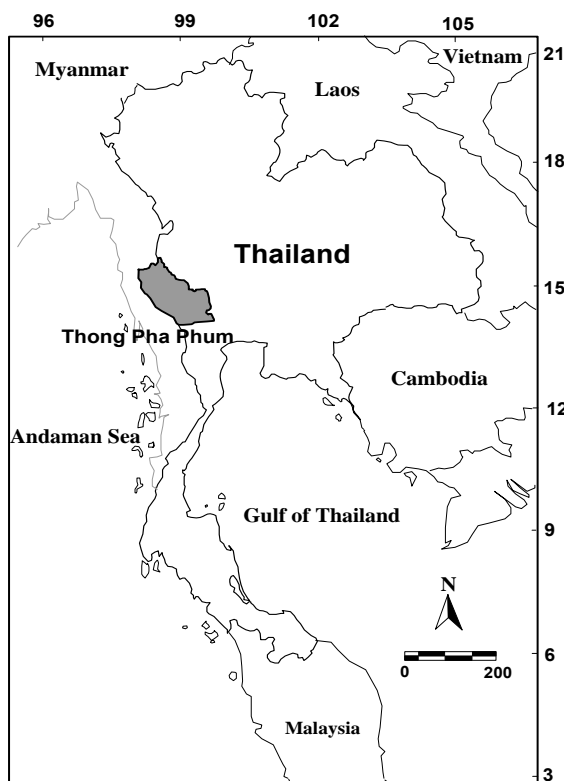 96 99 102 105
Vietnam 21
Myanmar
Laos
18
Thailand
15
Thong Pha Phum
Cambodia
12
Andaman Sea
Gulf of Thailand
9
N
6
0 200
Malaysia
3